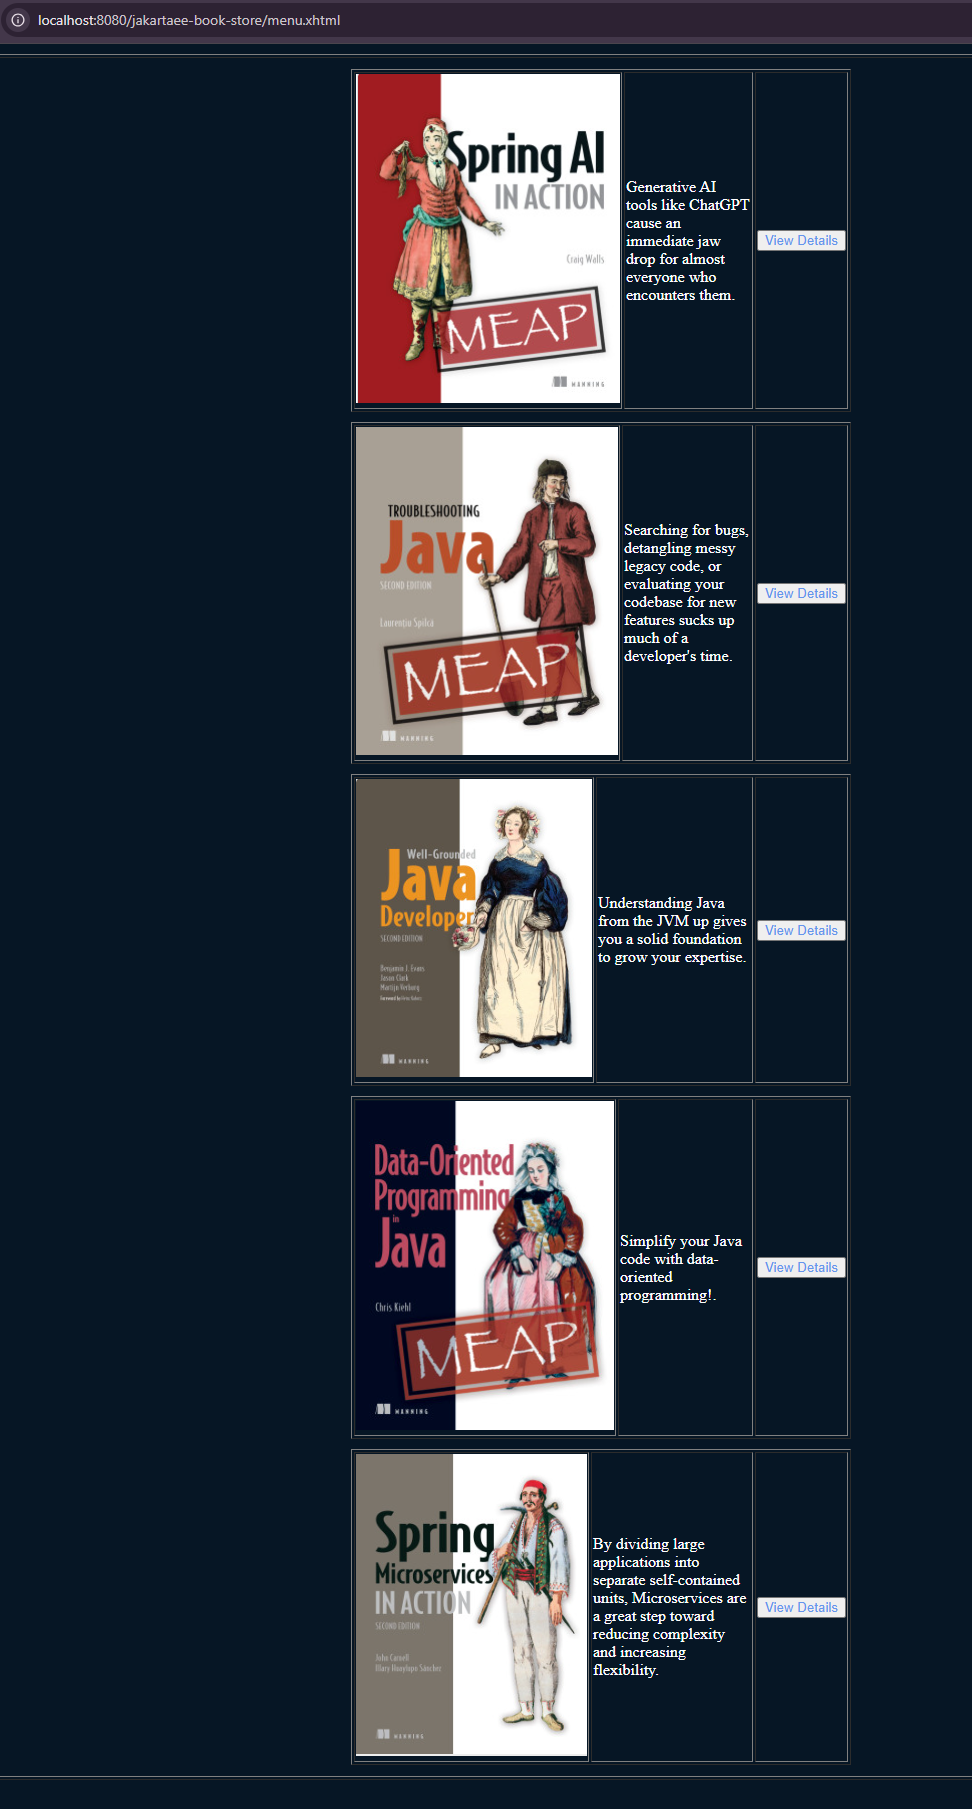 localhost:8080/jakartaee-book-store/menu.xhtml
Spring AI
IN ACTION
Craig Walls
MEAP
MANNING
Generative AI
tools like ChatGPT
cause an
immediate jaw
drop for almost
everyone who
encounters them.
View Details
TROUBLESHOOTING
Java
SECOND EDITION
Laurențiu Spilcă
MEAP
MANNING
Searching for bugs,
detangling messy
legacy code, or
evaluating your
codebase for new
features sucks up
much of a
developer's time.
View Details
Well-Grounded
Java
Developer
SECOND EDITION
Benjamin J. Evans
Jason Clark
Martijn Verburg
MANNING
Understanding Java
from the JVM up gives
you a solid foundation
to grow your expertise.
View Details
Data-Oriented
Programming
in
Java
Chris Kiehl
MEAP
MANNING
Simplify your Java
code with data-
oriented
programming!.
View Details
Spring
Microservices
IN ACTION
SECOND EDITION
John Carnell
Illary Huaylupo Sánchez
MANNING
By dividing large
applications into
separate self-contained
units, Microservices are
a great step toward
reducing complexity
and increasing
flexibility.
View Details